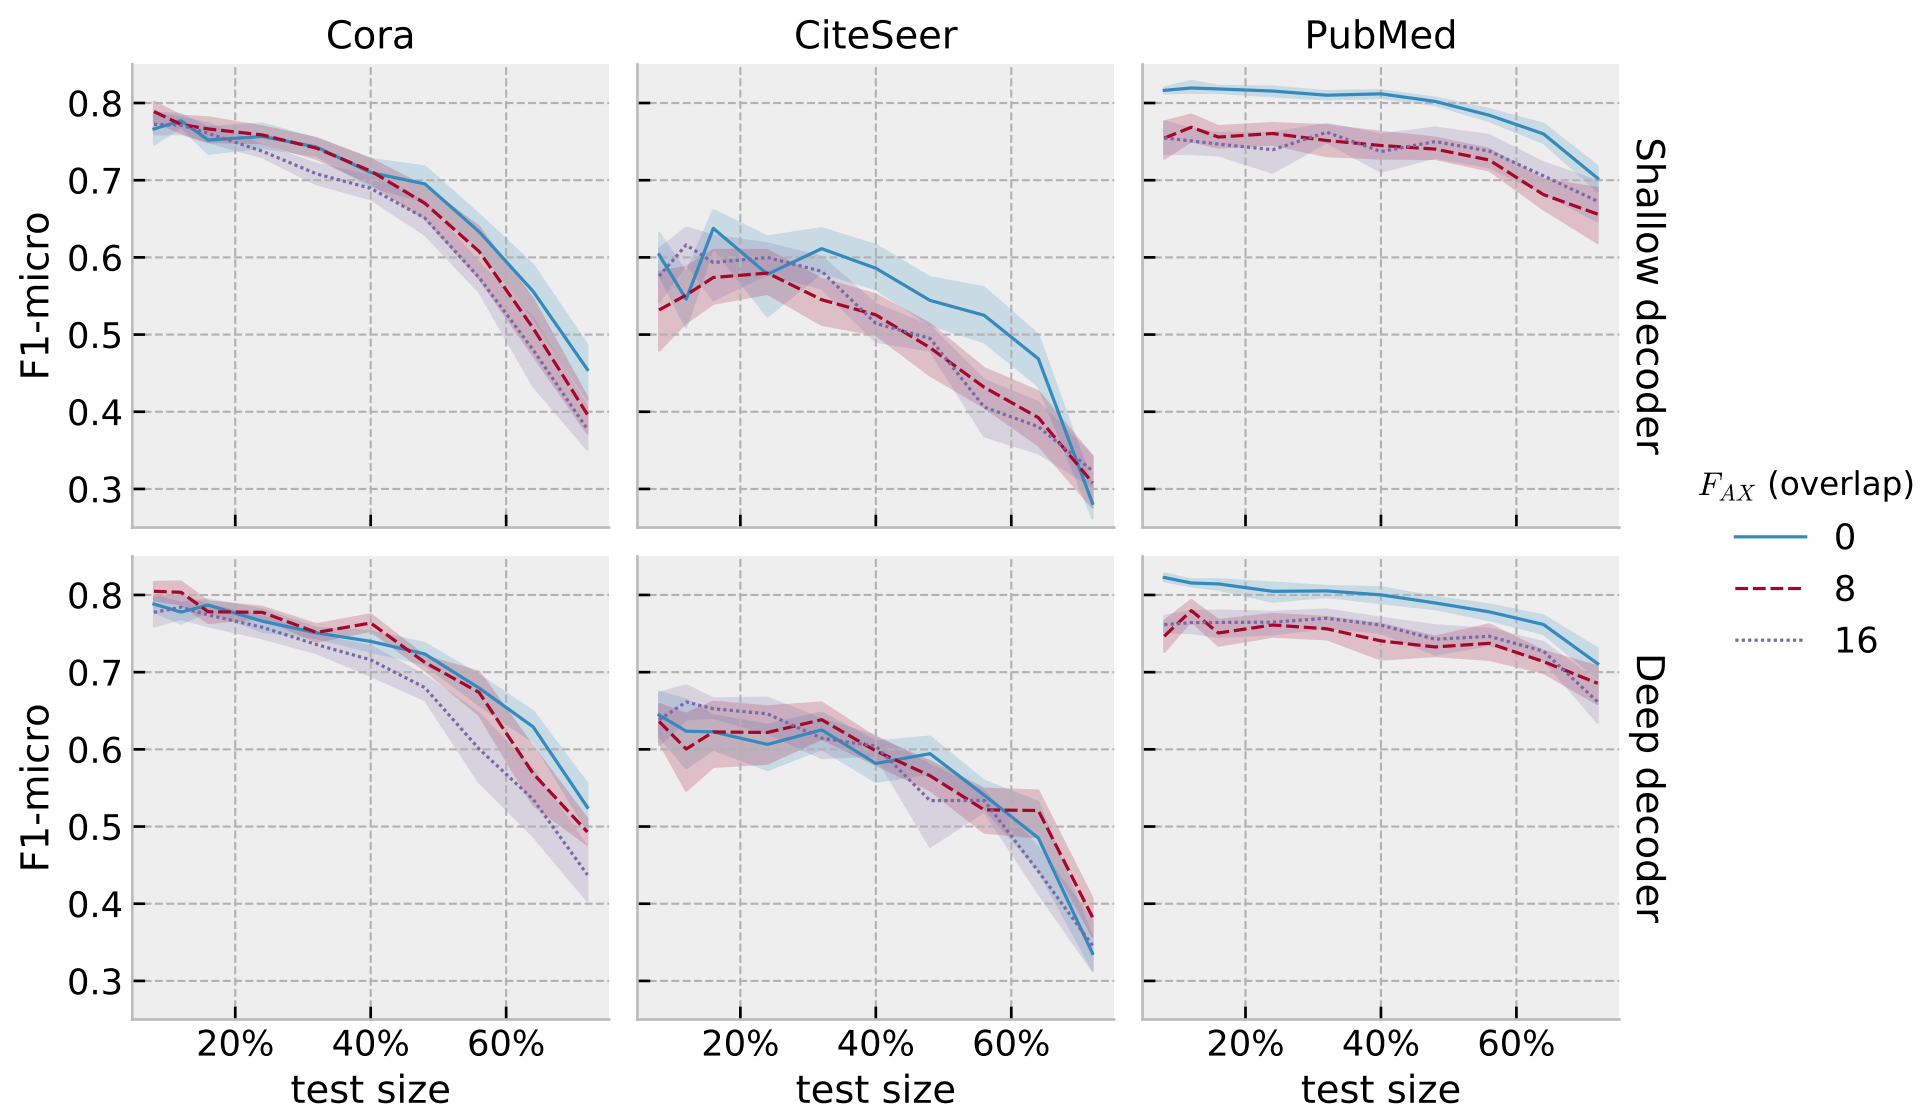 Cora
CiteSeer
PubMed
0.8
0.7
0.6
0.5
0.4
0.3
F1-micro
Shallow decoder
F_{AX} (overlap)
0
8
16
0.8
0.7
0.6
0.5
0.4
0.3
F1-micro
Deep decoder
20% 40% 60%
20% 40% 60%
20% 40% 60%
test size
test size
test size